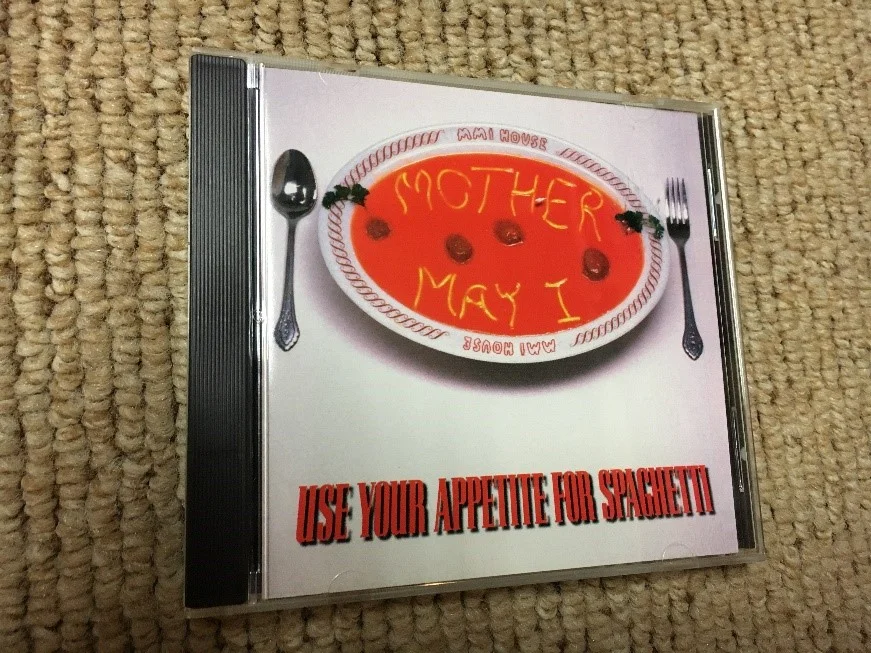 MMI HOUSE
MOTHER
MAY I
MMI HOUSE
USE YOUR APPETITE FOR SPAGHETTI